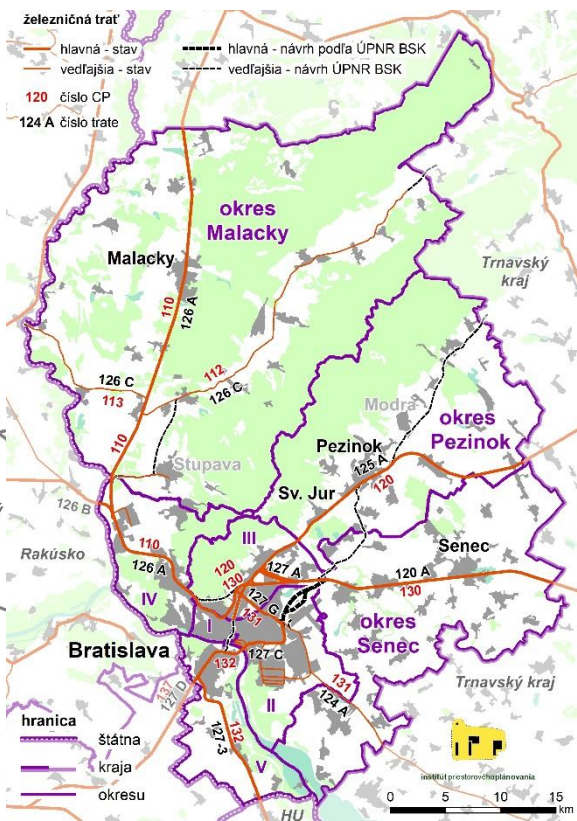 železničná trať
hlavná - stav
hlavná - návrh podľa ÚPNR BSK
vedľajšia - stav
vedľajšia - návrh ÚPNR BSK
120 číslo CP
124 A číslo trate
okres
Malacky
Malacky
110
126 A
Trnavský
kraj
112
126 C
126 C
113
110
Modra
okres
Pezinok
Pezinok
125 A
120
Stupava
Sv. Jur
126 B
Rakúsko
110
126 A
III
120
130
127 A
Senec
120 A
130
IV
I
127 G
131
okres
Senec
Bratislava
132
127 C
131
127 D
131
124 A
Trnavský kraj
II
132
127-3
V
HU
hranica
štátna
kraja
okresu
inštitút priestorového plánovania
0 5 10 15
km